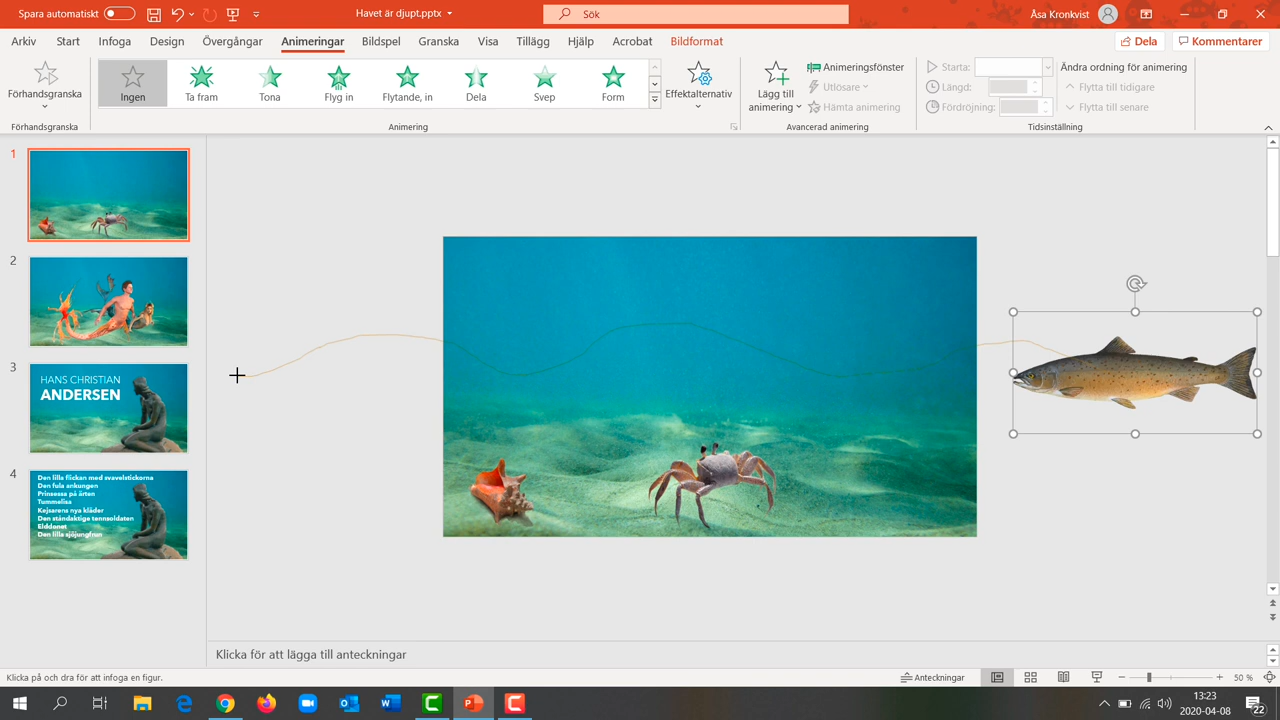 Spara automatiskt
Havet är djupt.pptx
Sök
Åsa Kronkvist
Arkiv
Start
Infoga
Design
Övergångar
Animeringar
Bildspel
Granska
Visa
Tillägg
Hjälp
Acrobat
Bildformat
Dela
Kommentarer
Förhandsgranska
Ingen
Ta fram
Tona
Flyg in
Flytande, in
Dela
Svep
Form
Effektalternativ
Lägg till
animering
Animeringsfönster
Utlösare
Hämta animering
Starta:
Längd:
Fördröjning:
Ändra ordning för animering
Flytta till tidigare
Flytta till senare
Förhandsgranska
Animering
Avancerad animering
Tidsinställning
1
2
3
HANS CHRISTIAN
ANDERSEN
4
Den lilla flickan med svavelstickorna
Den fula ankungen
Prinsessa på ärten
Tummelisa
Kejsarens nya kläder
Den ståndaktige tennsoldaten
Elddonet
Den lilla sjöjungfrun
Klicka för att lägga till anteckningar
Klicka på och dra för att infoga en figur.
Anteckningar
50 %
13:23
2020-04-08
22